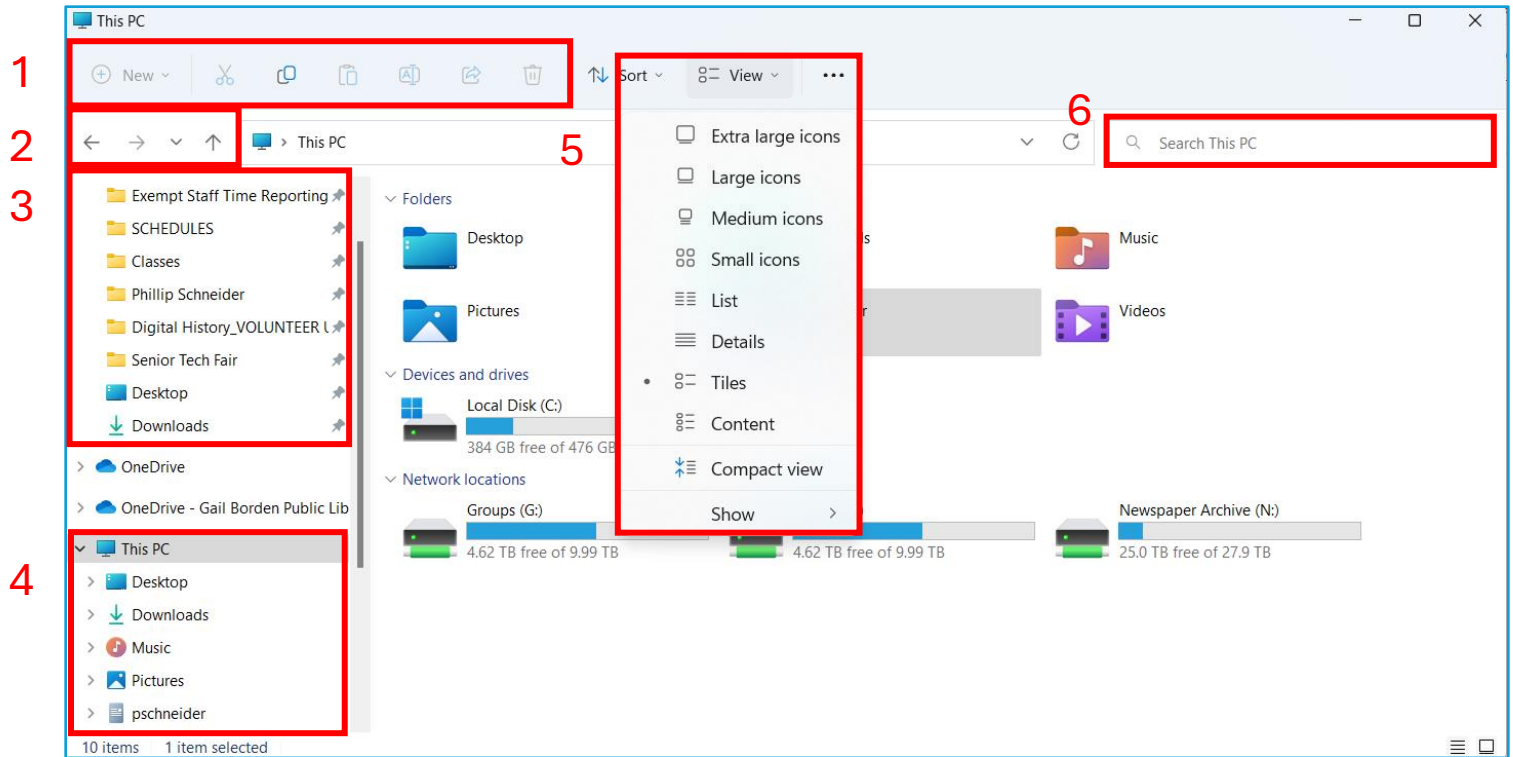 This PC
1
New
Sort
View
2
This PC
5
6
Search This PC
3
Exempt Staff Time Reporting
SCHEDULES
Classes
Phillip Schneider
Digital History_VOLUNTEER
Senior Tech Fair
Desktop
Downloads
OneDrive
OneDrive - Gail Borden Public Lib
4
This PC
Desktop
Downloads
Music
Pictures
pschneider
Folders
Desktop
s
Music
Pictures
r
Videos
Devices and drives
Local Disk (C:)
384 GB free of 476 GB
Network locations
Groups (G:)
4.62 TB free of 9.99 TB
)
4.62 TB free of 9.99 TB
Newspaper Archive (N:)
25.0 TB free of 27.9 TB
Extra large icons
Large icons
Medium icons
Small icons
List
Details
Tiles
Content
Compact view
Show
10 items 1 item selected